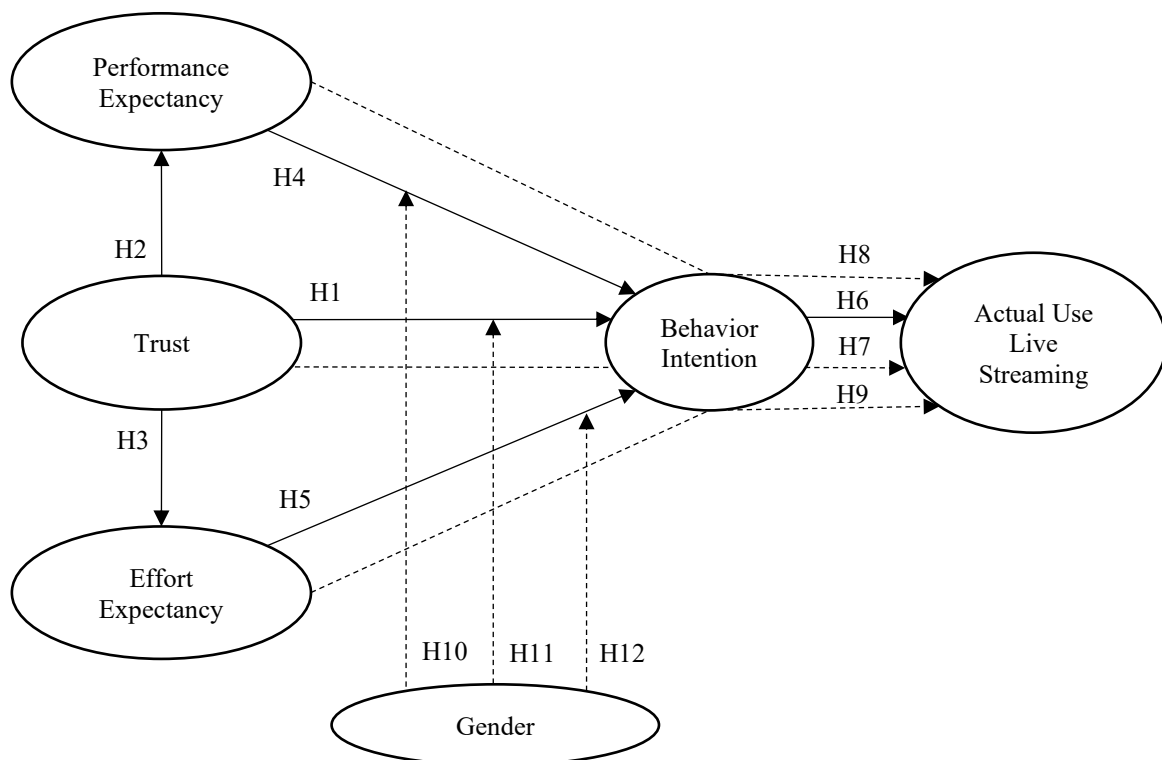 Performance
Expectancy
H4
H2
H8
H1
H6
Trust
Behavior
Intention
Actual Use
Live
Streaming
H7
H9
H3
H5
Effort
Expectancy
H10
H11
H12
Gender